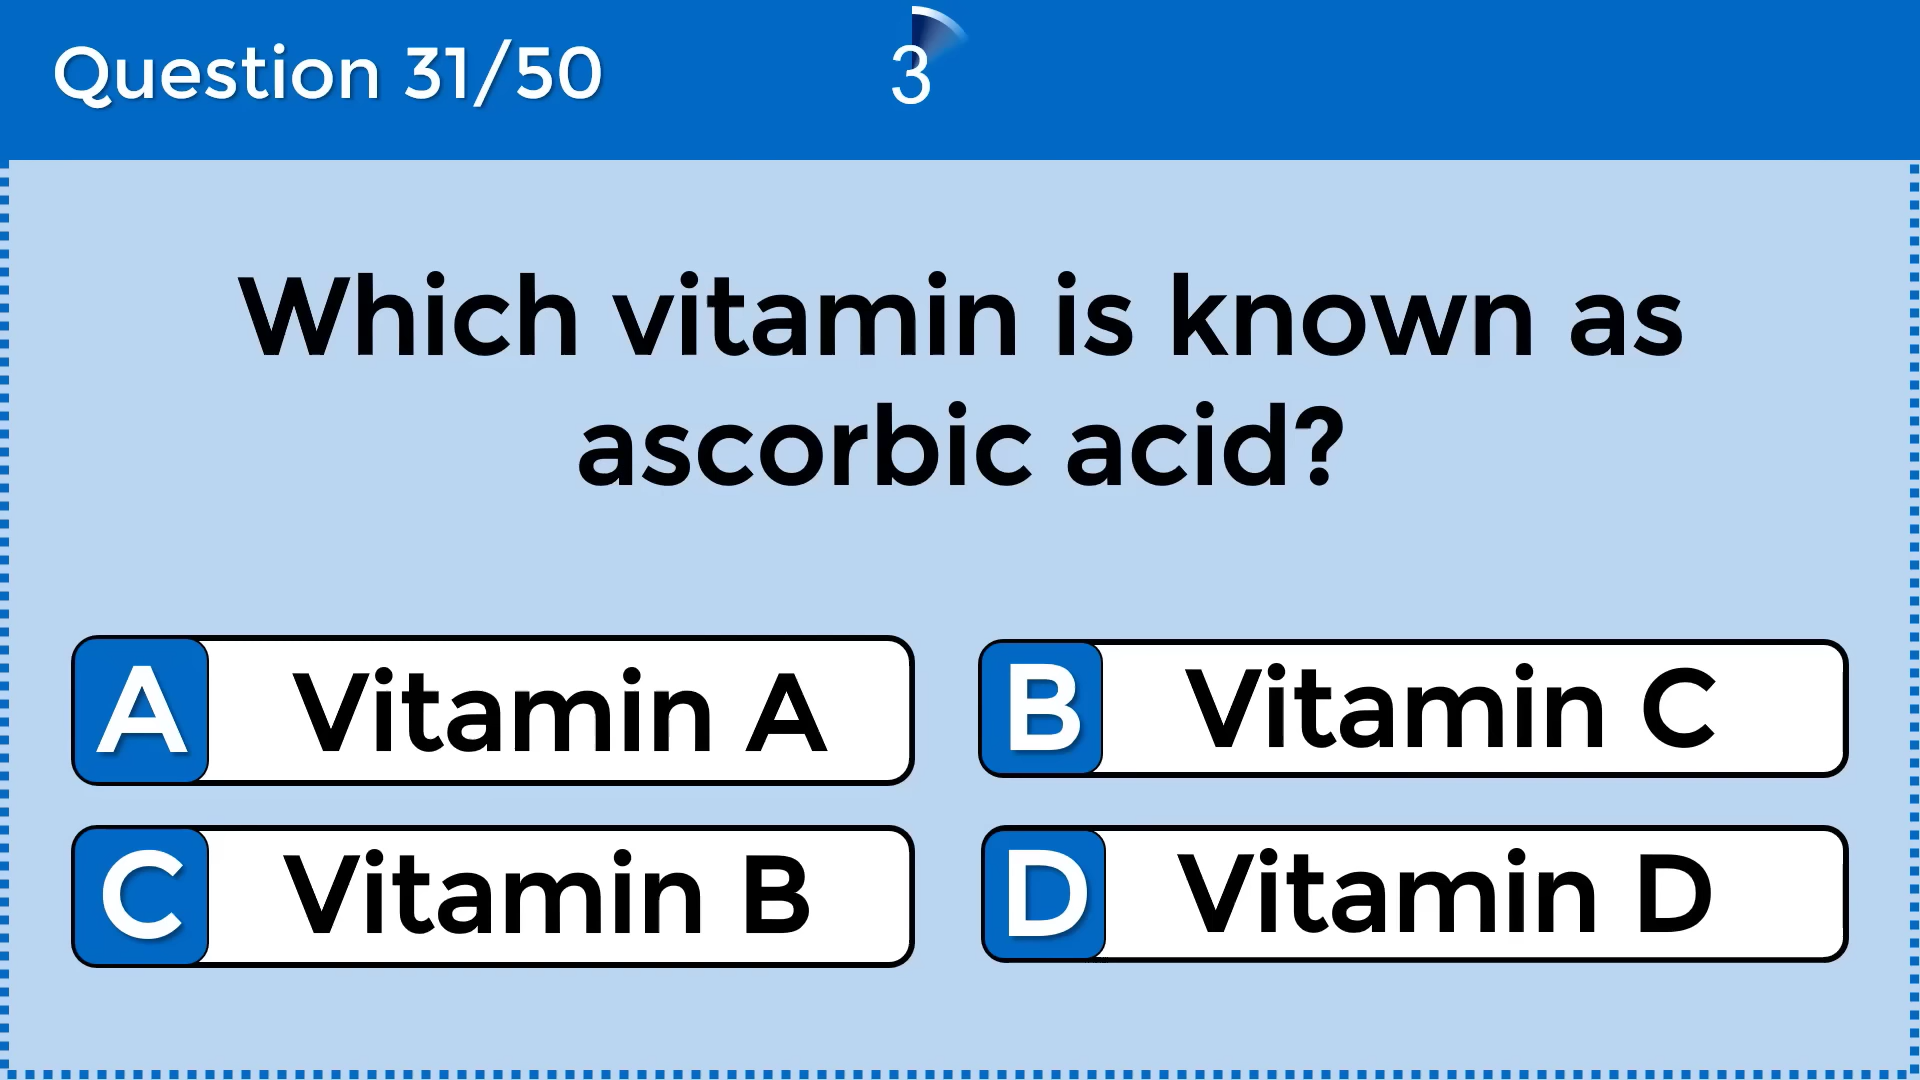 Question 31/50
3
Which vitamin is known as
ascorbic acid?
A Vitamin A
B Vitamin C
C Vitamin B
D Vitamin D